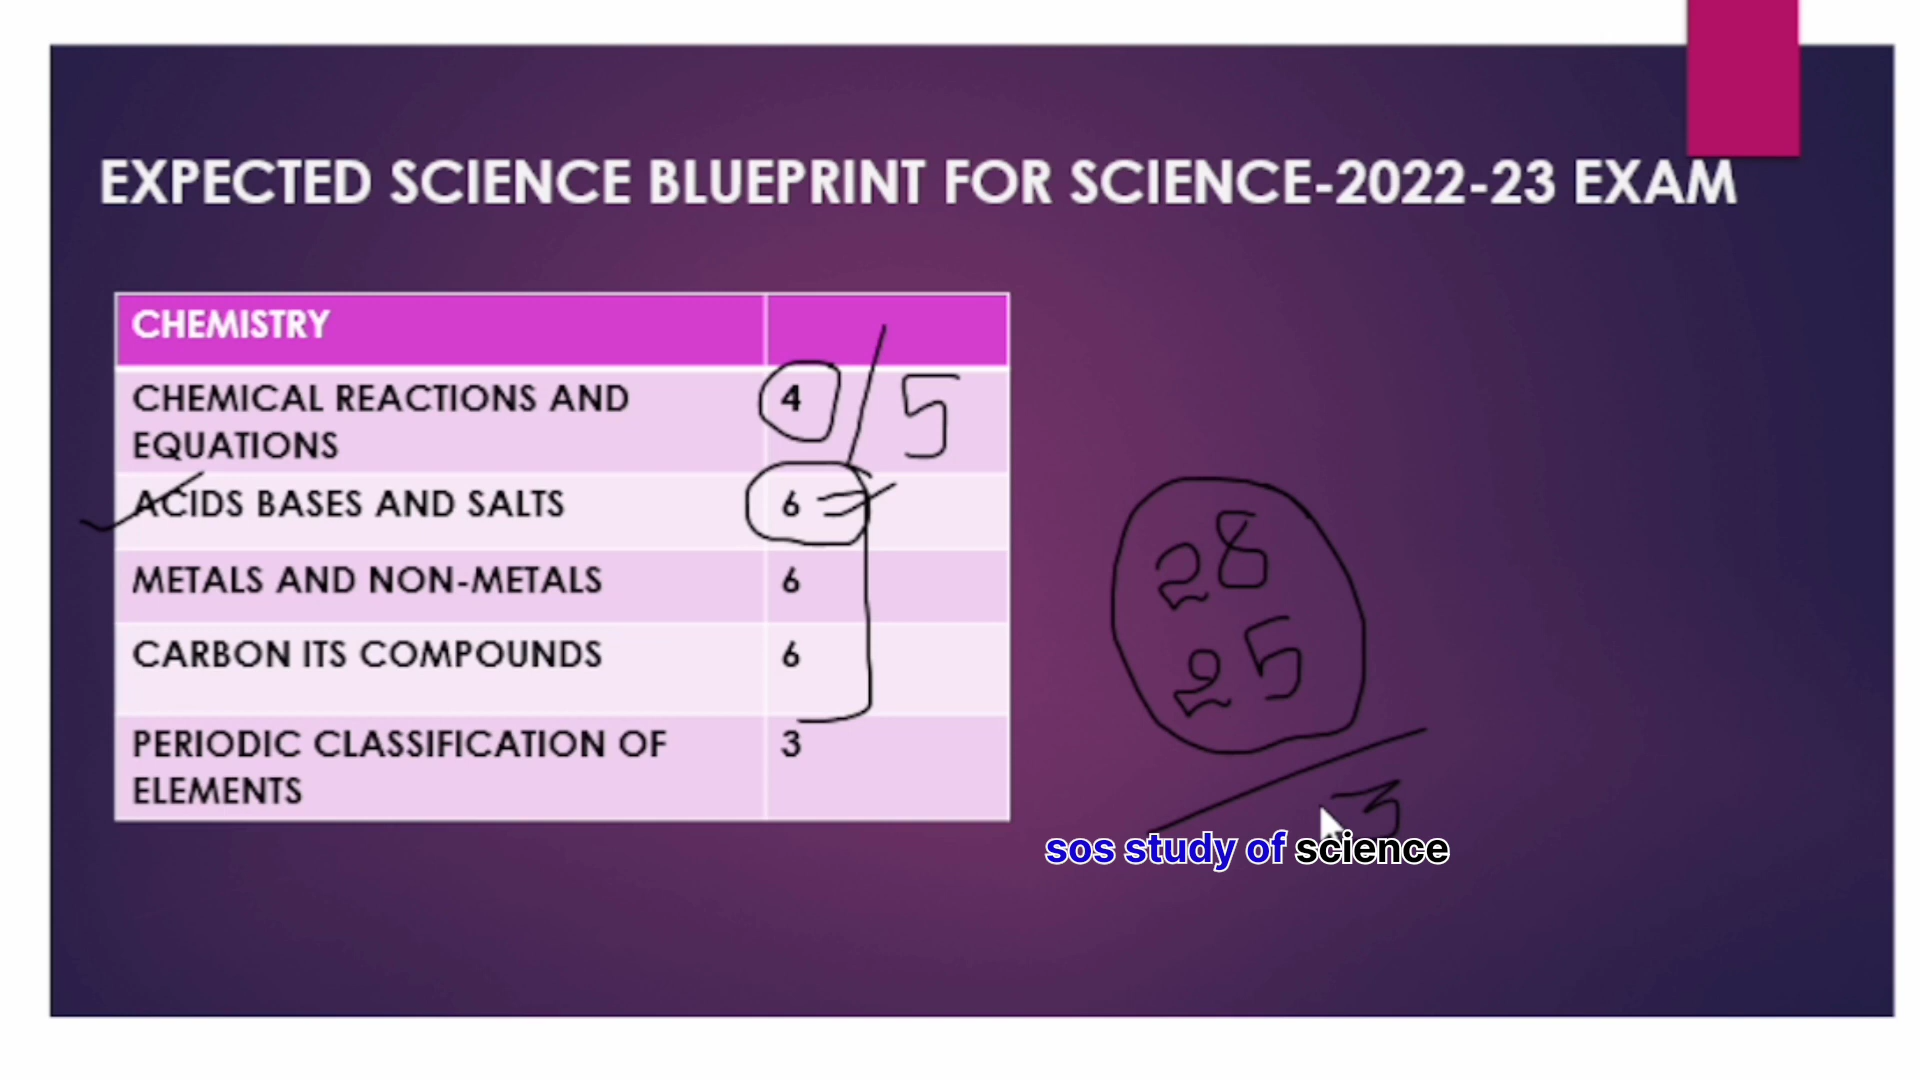 EXPECTED SCIENCE BLUEPRINT FOR SCIENCE-2022-23 EXAM
CHEMISTRY
CHEMICAL REACTIONS AND
EQUATIONS
4
5
ACIDS BASES AND SALTS
6
METALS AND NON-METALS
6
CARBON ITS COMPOUNDS
6
PERIODIC CLASSIFICATION OF
ELEMENTS
3
28
25
3
sos study of science